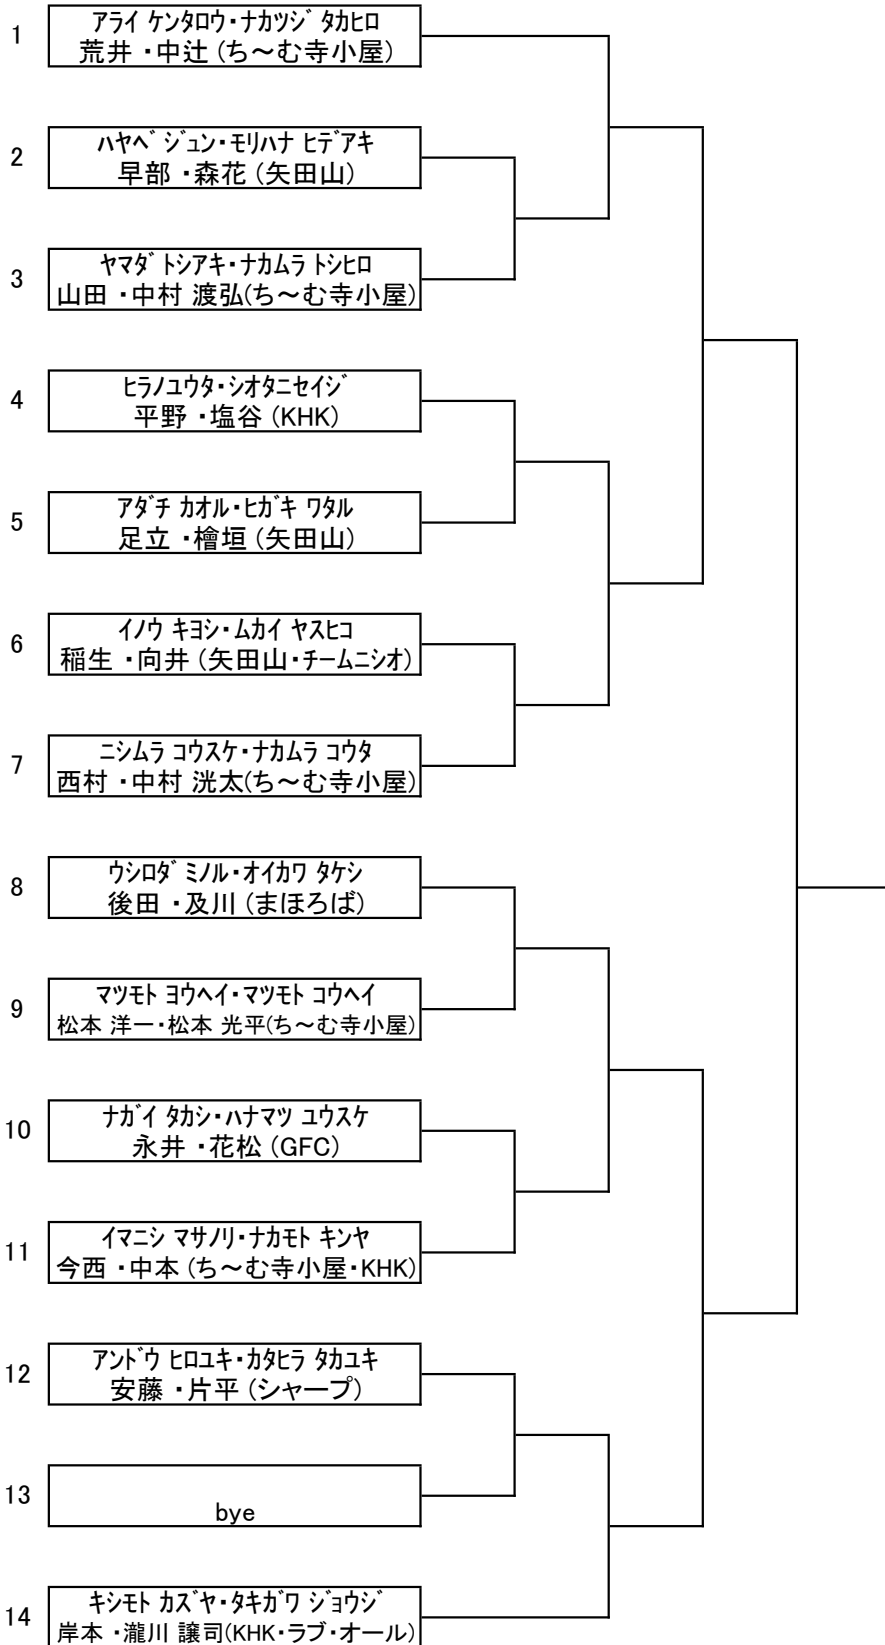 1
アライ ケンタロウ・ナカツジ タカヒロ
荒井 ・中辻 (ち～む寺小屋)
2
ハヤベ ジュン・モリハナ ヒデアキ
早部 ・森花 (矢田山)
3
ヤマダ トシアキ・ナカムラ トシヒロ
山田 ・中村 渡弘(ち～む寺小屋)
4
ヒラノユウタ・シオタニセイジ
平野 ・塩谷 (KHK)
5
アダチ カオル・ヒガキ ワタル
足立 ・檜垣 (矢田山)
6
イノウ キヨシ・ムカイ ヤスヒコ
稲生 ・向井 (矢田山・チームニシオ)
7
ニシムラ コウスケ・ナカムラ コウタ
西村 ・中村 洸太(ち～む寺小屋)
8
ウシロダ ミノル・オイカワ タケシ
後田 ・及川 (まほろば)
9
マツモト ヨウヘイ・マツモト コウヘイ
松本 洋一・松本 光平(ち～む寺小屋)
10
ナガイ タカシ・ハナマツ ユウスケ
永井 ・花松 (GFC)
11
イマニシ マサノリ・ナカモト キンヤ
今西 ・中本 (ち～む寺小屋・KHK)
12
アンドウ ヒロユキ・カタヒラ タカユキ
安藤 ・片平 (シャープ)
13
bye
14
キシモト カズヤ・タキガワ ジョウジ
岸本 ・瀧川 譲司(KHK・ラブ・オール)